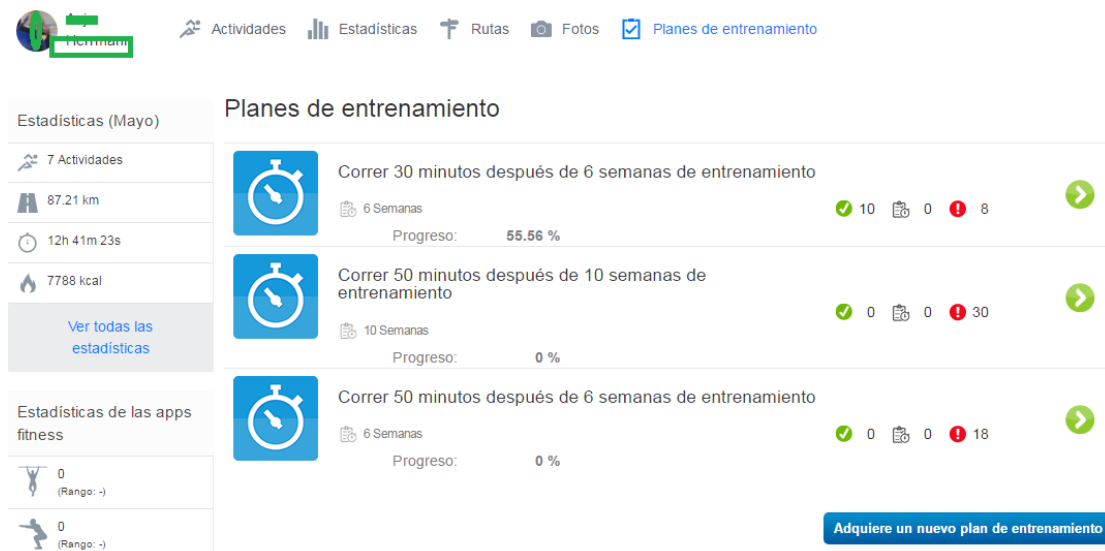 Actividades
Estadísticas
Rutas
Fotos
Planes de entrenamiento
Estadísticas (Mayo)
7 Actividades
87.21 km
12h 41m 23s
7788 kcal
Ver todas las
estadísticas
Estadísticas de las apps
fitness
0
(Rango: -)
0
(Rango: -)
Planes de entrenamiento
Correr 30 minutos después de 6 semanas de entrenamiento
6 Semanas
10 0 8
Progreso: 55.56 %
Correr 50 minutos después de 10 semanas de
entrenamiento
0 0 30
10 Semanas
Progreso: 0 %
Correr 50 minutos después de 6 semanas de entrenamiento
6 Semanas
0 0 18
Progreso: 0 %
Adquiere un nuevo plan de entrenamiento